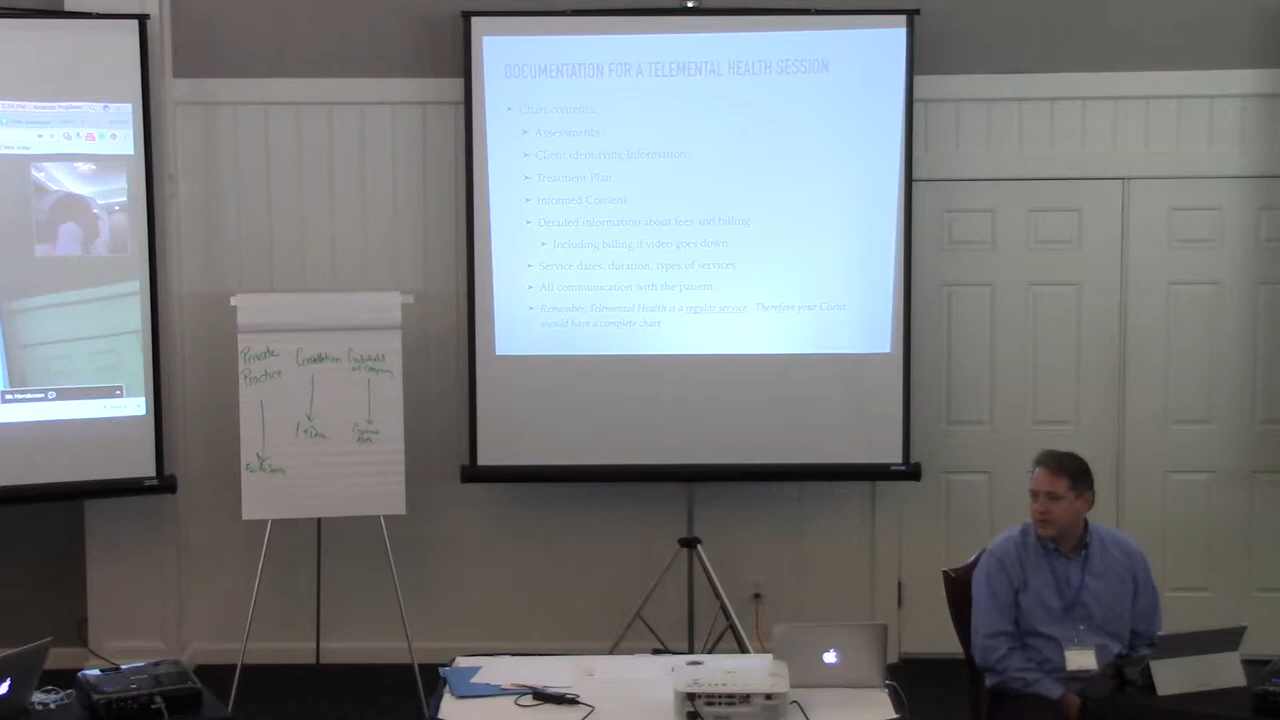 DOCUMENTATION FOR A TELEMENTAL HEALTH SESSION
Chart contents:
Assessments
Client identifying Information
Treatment Plan
Informed Consent
Detailed information about fees and billing
Including billing if video goes down
Service dates, duration, types of services
All communication with the patient
Remember, Telemental Health is a regular service. Therefore your Client
should have a complete chart
Private
Practice
Mr. Henderson